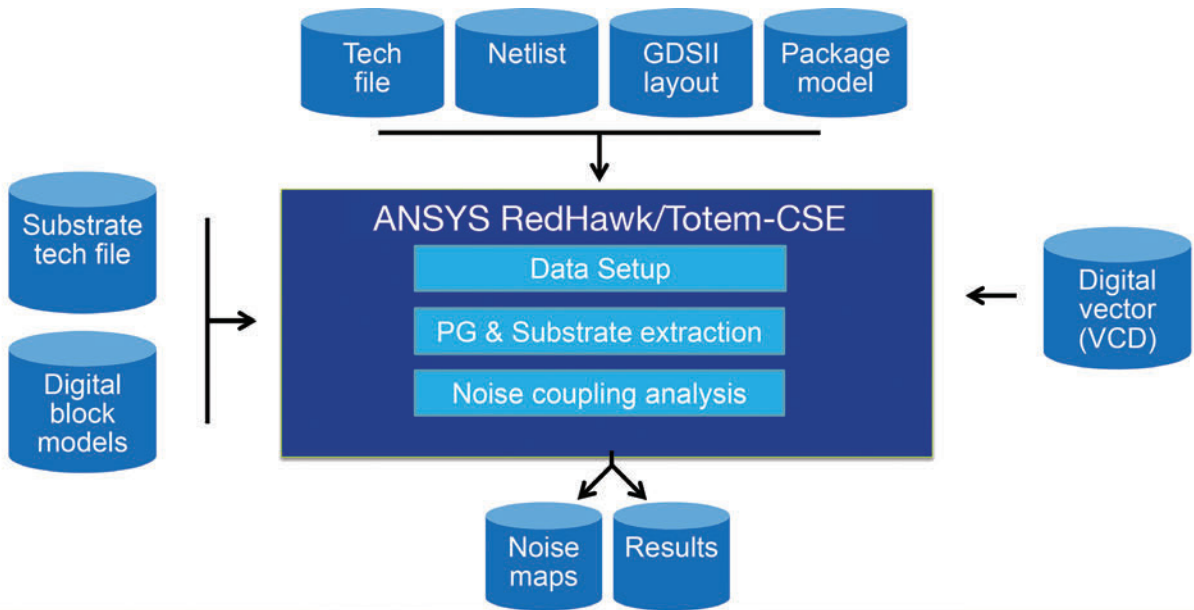 Tech
file
Netlist
GDSII
layout
Package
model
Substrate
tech file
Digital
block
models
ANSYS RedHawk/Totem-CSE
Data Setup
PG & Substrate extraction
Noise coupling analysis
Digital
vector
(VCD)
Noise
maps
Results